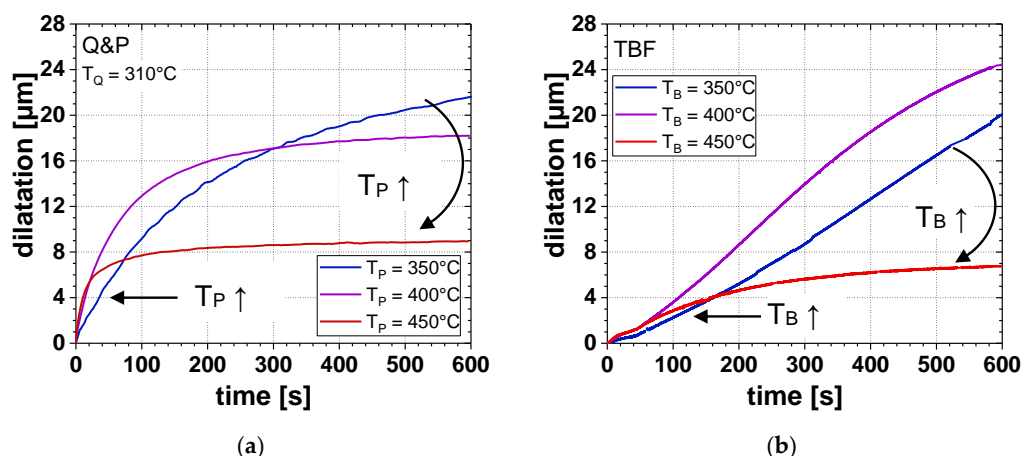 28
24
20
16
12
8
4
0
dilatation [µm]
Q&P
T_Q = 310°C
T_P ↑
T_P ↑
T_P = 350°C
T_P = 400°C
T_P = 450°C
0 100 200 300 400 500 600
time [s]
(a)
28
24
20
16
12
8
4
0
dilatation [µm]
TBF
T_B = 350°C
T_B = 400°C
T_B = 450°C
T_B ↑
T_B ↑
0 100 200 300 400 500 600
time [s]
(b)